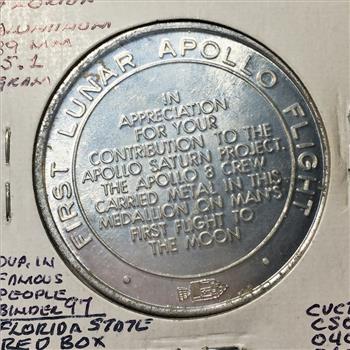 ALUMINUM
39 MM
5.1
GRAM
FIRST LUNAR APOLLO FLIGHT
IN
APPRECIATION
FOR YOUR
CONTRIBUTION TO THE
APOLLO SATURN PROJECT.
THE APOLLO 8 CREW
CARRIED METAL IN THIS
MEDALLION ON MAN'S
FIRST FLIGHT TO
THE MOON
DUP. IN
FAMOUS
PEOPLE
BINDER 97
FLORIDA STATE
RED BOX